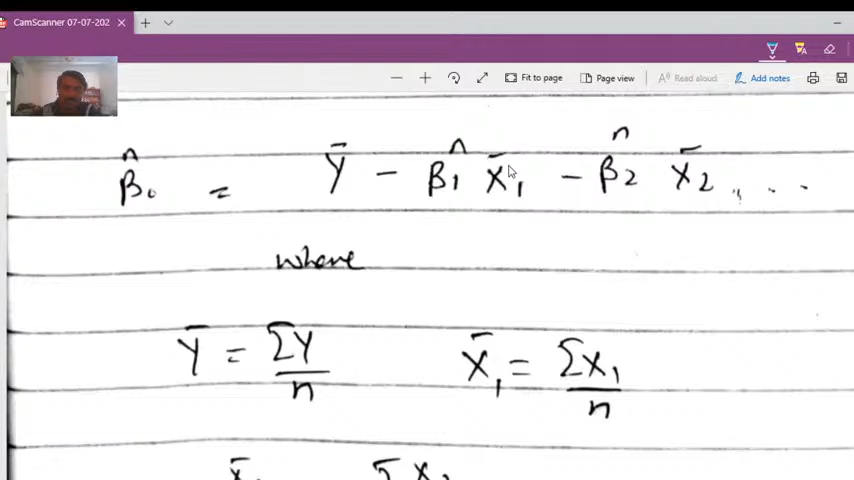 CamScanner 07-07-202
Fit to page
Page view
Read aloud
Add notes
β̂₀ = Ȳ - β̂₁ X̄₁ - β̂₂ X̄₂ . . . .
where
Ȳ = ΣY/n X̄₁ = ΣX₁/n